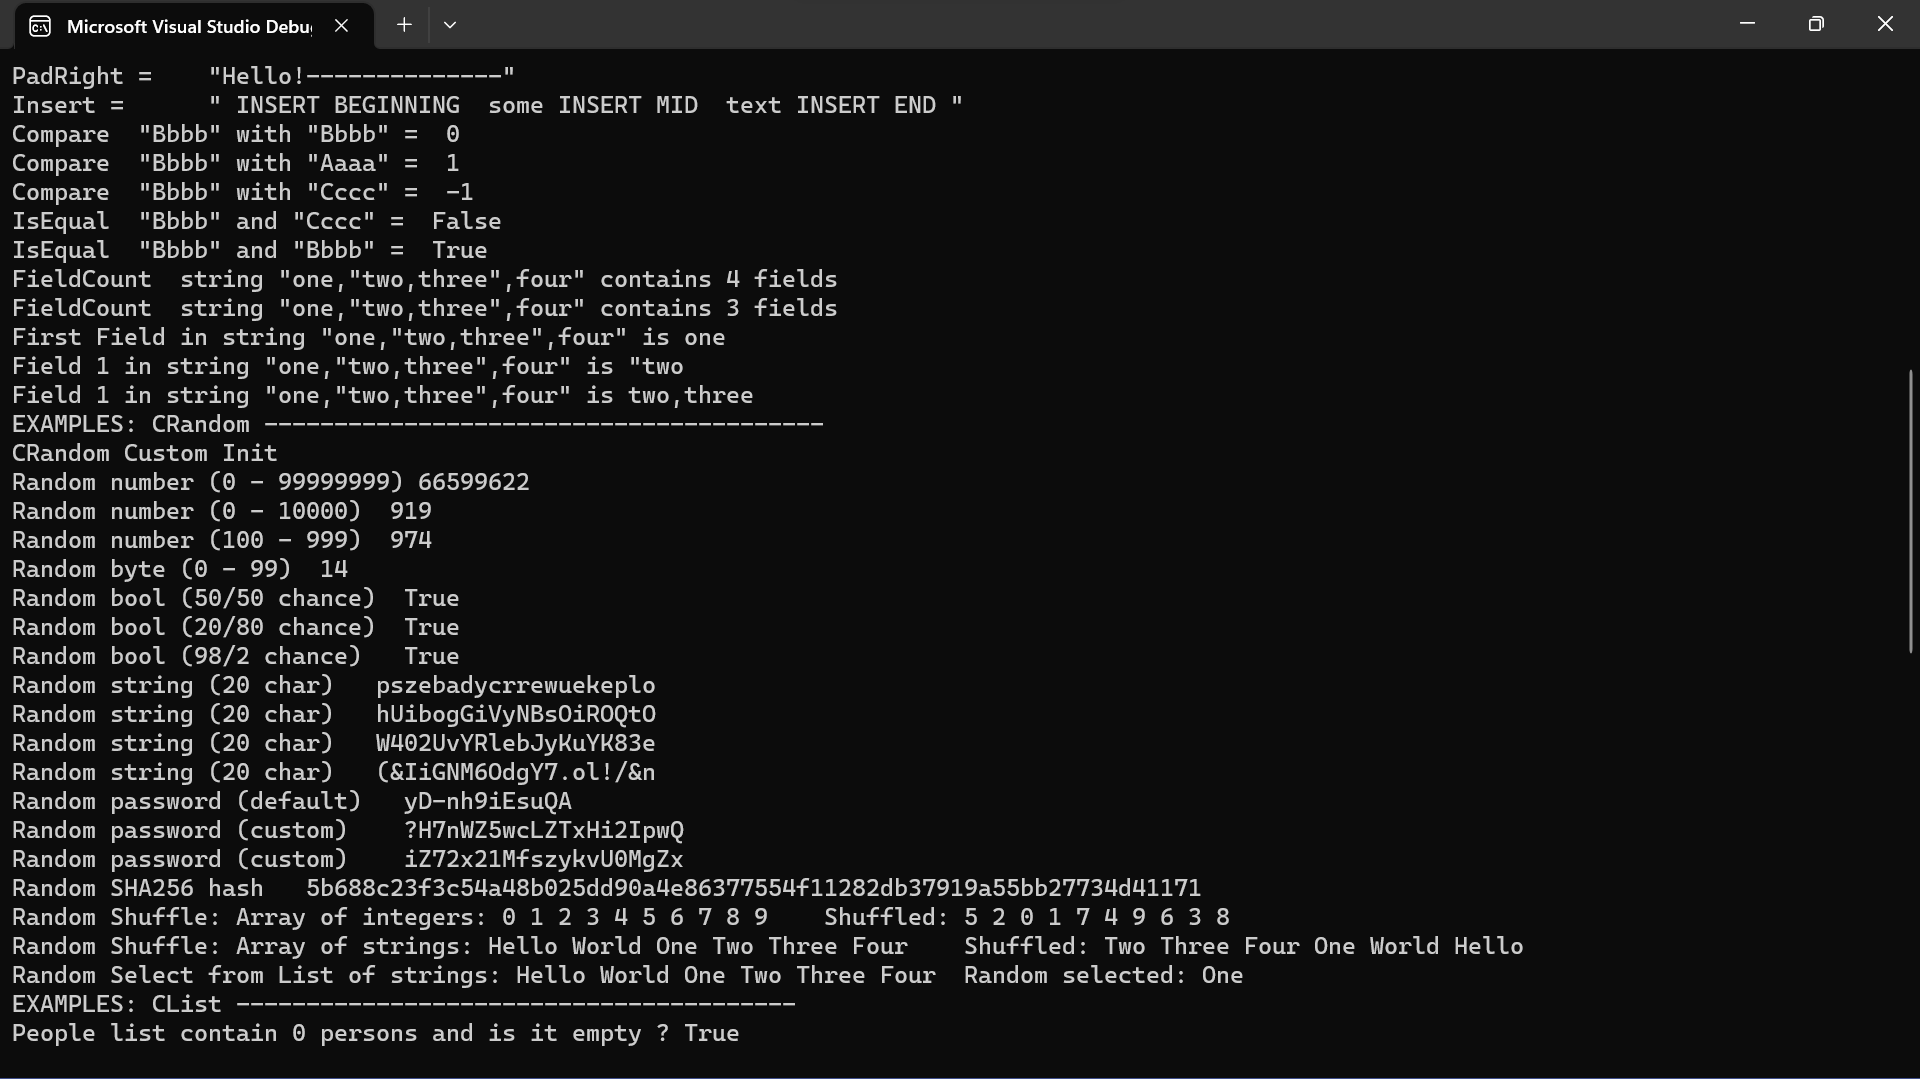 Microsoft Visual Studio Debu
PadRight =    "Hello!--------------"
Insert =      " INSERT BEGINNING  some INSERT MID  text INSERT END "
Compare  "Bbbb" with "Bbbb" =  0
Compare  "Bbbb" with "Aaaa" =  1
Compare  "Bbbb" with "Cccc" =  -1
IsEqual  "Bbbb" and "Cccc" =  False
IsEqual  "Bbbb" and "Bbbb" =  True
FieldCount  string "one,"two,three",four" contains 4 fields
FieldCount  string "one,"two,three",four" contains 3 fields
First Field in string "one,"two,three",four" is one
Field 1 in string "one,"two,three",four" is "two
Field 1 in string "one,"two,three",four" is two,three
EXAMPLES: CRandom ----------------------------------------
CRandom Custom Init
Random number (0 - 99999999) 66599622
Random number (0 - 10000)  919
Random number (100 - 999)  974
Random byte (0 - 99)  14
Random bool (50/50 chance)  True
Random bool (20/80 chance)  True
Random bool (98/2 chance)   True
Random string (20 char)   pszebadycrrewuekeplo
Random string (20 char)   hUibogGiVyNBsOiROQtO
Random string (20 char)   W402UvYRlebJyKuYK83e
Random string (20 char)   (&IiGNM6OdgY7.ol!/&n
Random password (default)   yD-nh9iEsuQA
Random password (custom)    ?H7nWZ5wcLZTxHi2IpwQ
Random password (custom)    iZ72x21MfszykvU0MgZx
Random SHA256 hash   5b688c23f3c54a48b025dd90a4e86377554f11282db37919a55bb27734d41171
Random Shuffle: Array of integers: 0 1 2 3 4 5 6 7 8 9    Shuffled: 5 2 0 1 7 4 9 6 3 8
Random Shuffle: Array of strings: Hello World One Two Three Four    Shuffled: Two Three Four One World Hello
Random Select from List of strings: Hello World One Two Three Four  Random selected: One
EXAMPLES: CList ----------------------------------------
People list contain 0 persons and is it empty ? True